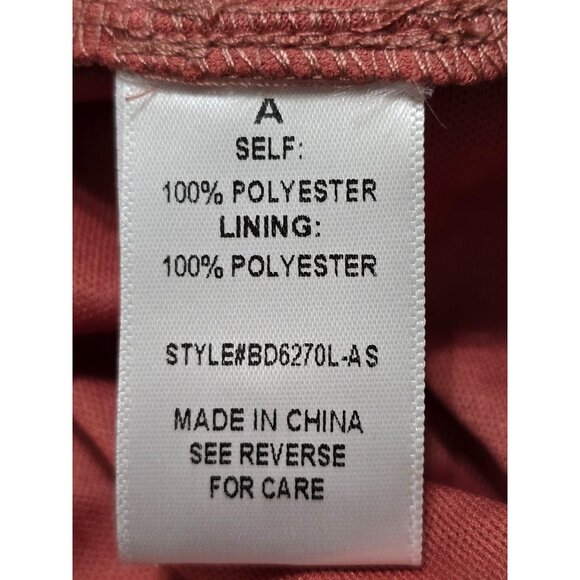 A
SELF:
100% POLYESTER
LINING:
100% POLYESTER
STYLE#BD6270L-AS
MADE IN CHINA
SEE REVERSE
FOR CARE